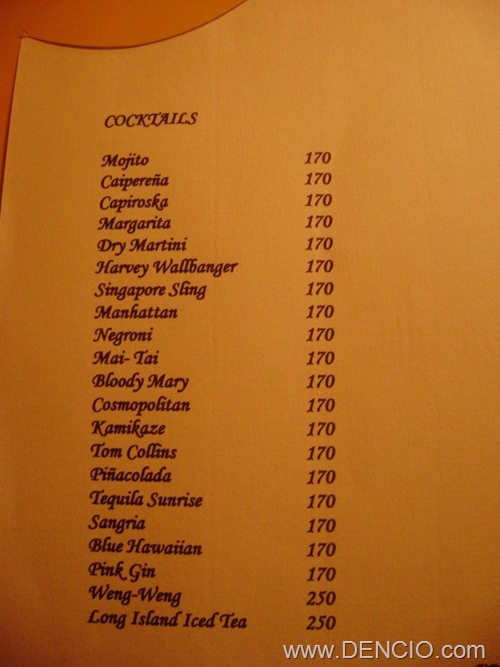 COCKTAILS
Mojito 170
Caipereña 170
Capiroska 170
Margarita 170
Dry Martini 170
Harvey Wallbanger 170
Singapore Sling 170
Manhattan 170
Negroni 170
Mai- Tai 170
Bloody Mary 170
Cosmopolitan 170
Kamikaze 170
Tom Collins 170
Piñacolada 170
Tequila Sunrise 170
Sangria 170
Blue Hawaiian 170
Pink Gin 170
Weng-Weng 250
Long Island Iced Tea 250
www.DENCIO.com